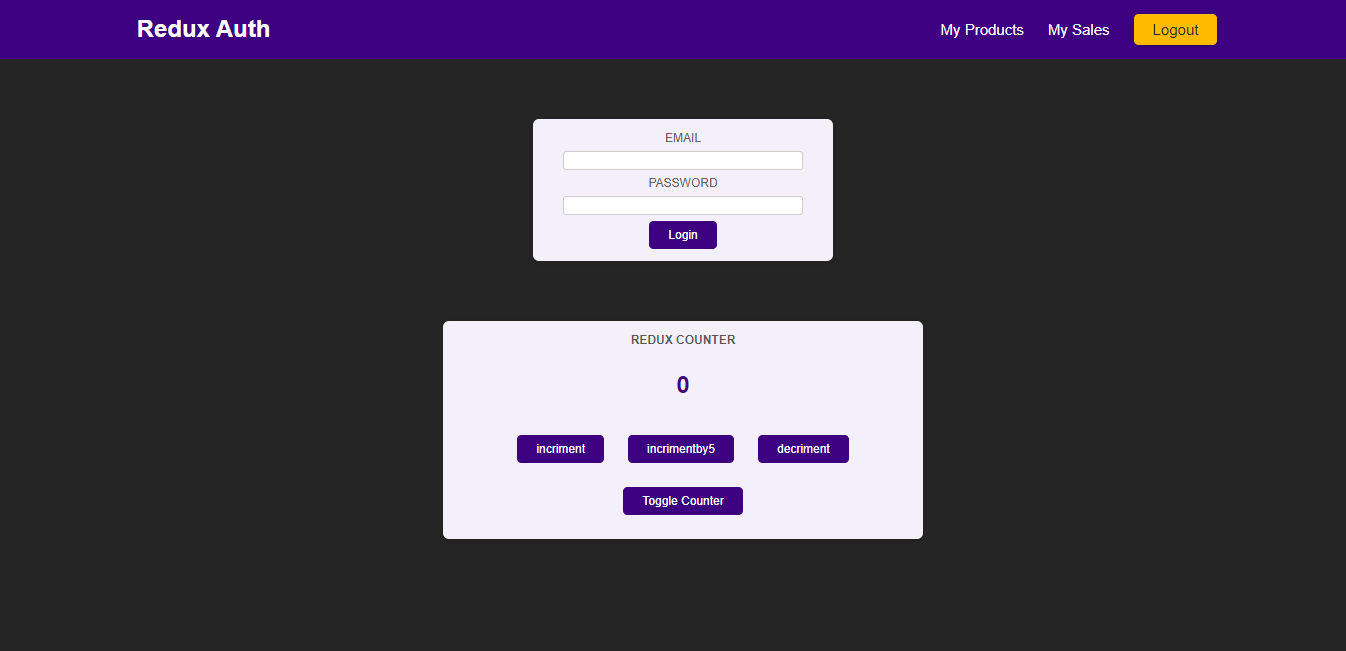 Redux Auth
My Products My Sales Logout
EMAIL
PASSWORD
Login
REDUX COUNTER
0
incriment incrimentby5 decriment
Toggle Counter